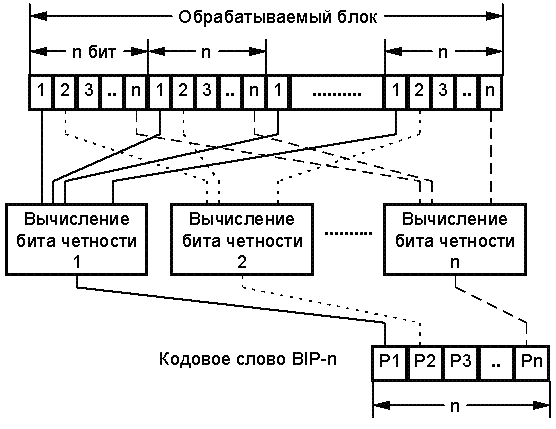 Обрабатываемый блок
n бит n n
1 2 3 .. n 1 2 3 .. n 1 .......... 1 2 3 .. n
Вычисление бита четности 1
Вычисление бита четности 2
..........
Вычисление бита четности n
Кодовое слово BIP-n
P1 P2 P3 .. Pn
n